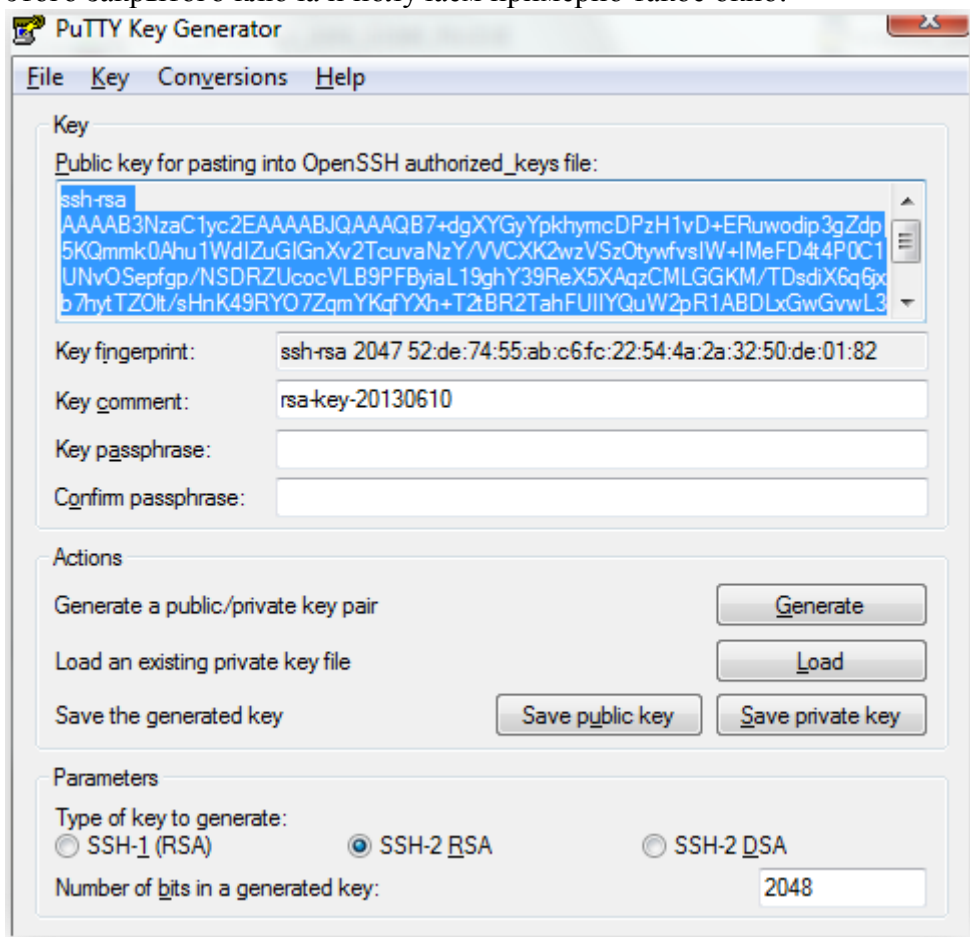 PuTTY Key Generator
File Key Conversions Help
Key
Public key for pasting into OpenSSH authorized_keys file:
ssh-rsa
AAAAB3NzaC1yc2EAAAABJQAAAQB7+dgXYGyYpkhymcDPzH1vD+ERuwodip3gZdp
5KQmmk0Ahu1WdIZuGIGnXv2TcuvaNzY/VVCXK2wzVSzOtywfvsIW+IMeFD4t4P0C1
UNvOSepfgp/NSDRZUcocVLB9PFByiaL19ghY39ReX5XAqzCMLGGKM/TDsdiX6q6jx
b7hytTZOlt/sHnK49RYO7ZqmYKqfYXh+T2tBR2TahFUIIYQuW2pR1ABDLxGwGvwL3
Key fingerprint: ssh-rsa 2047 52:de:74:55:ab:c6:fc:22:54:4a:2a:32:50:de:01:82
Key comment: rsa-key-20130610
Key passphrase:
Confirm passphrase:
Actions
Generate a public/private key pair Generate
Load an existing private key file Load
Save the generated key Save public key Save private key
Parameters
Type of key to generate:
SSH-1 (RSA) SSH-2 RSA SSH-2 DSA
Number of bits in a generated key: 2048